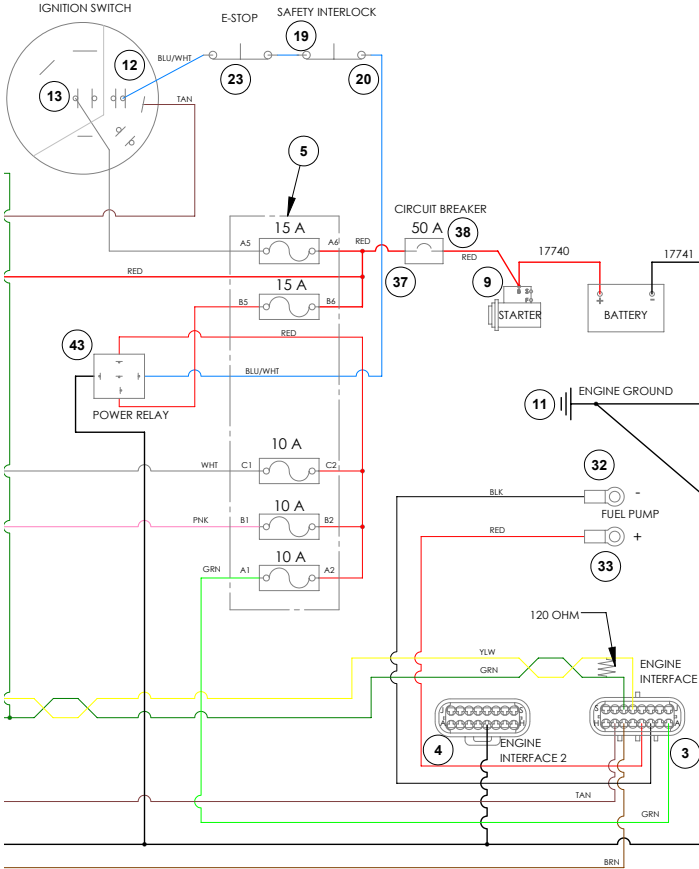 IGNITION SWITCH
E-STOP
SAFETY INTERLOCK
12
13
BLU/WHT
TAN
23
19
20
5
15 A
A5
A6
RED
CIRCUIT BREAKER
50 A
38
RED
37
17740
17741
9
B
S
P
STARTER
+
-
BATTERY
RED
15 A
B5
B6
RED
43
BLU/WHT
POWER RELAY
11
ENGINE GROUND
10 A
WHT
C1
C2
10 A
PNK
B1
B2
10 A
GRN
A1
A2
32
BLK
-
FUEL PUMP
RED
+
33
120 OHM
YLW
GRN
ENGINE
INTERFACE
J
S
A
H
4
ENGINE
INTERFACE 2
S
J
H
A
3
TAN
GRN
BRN